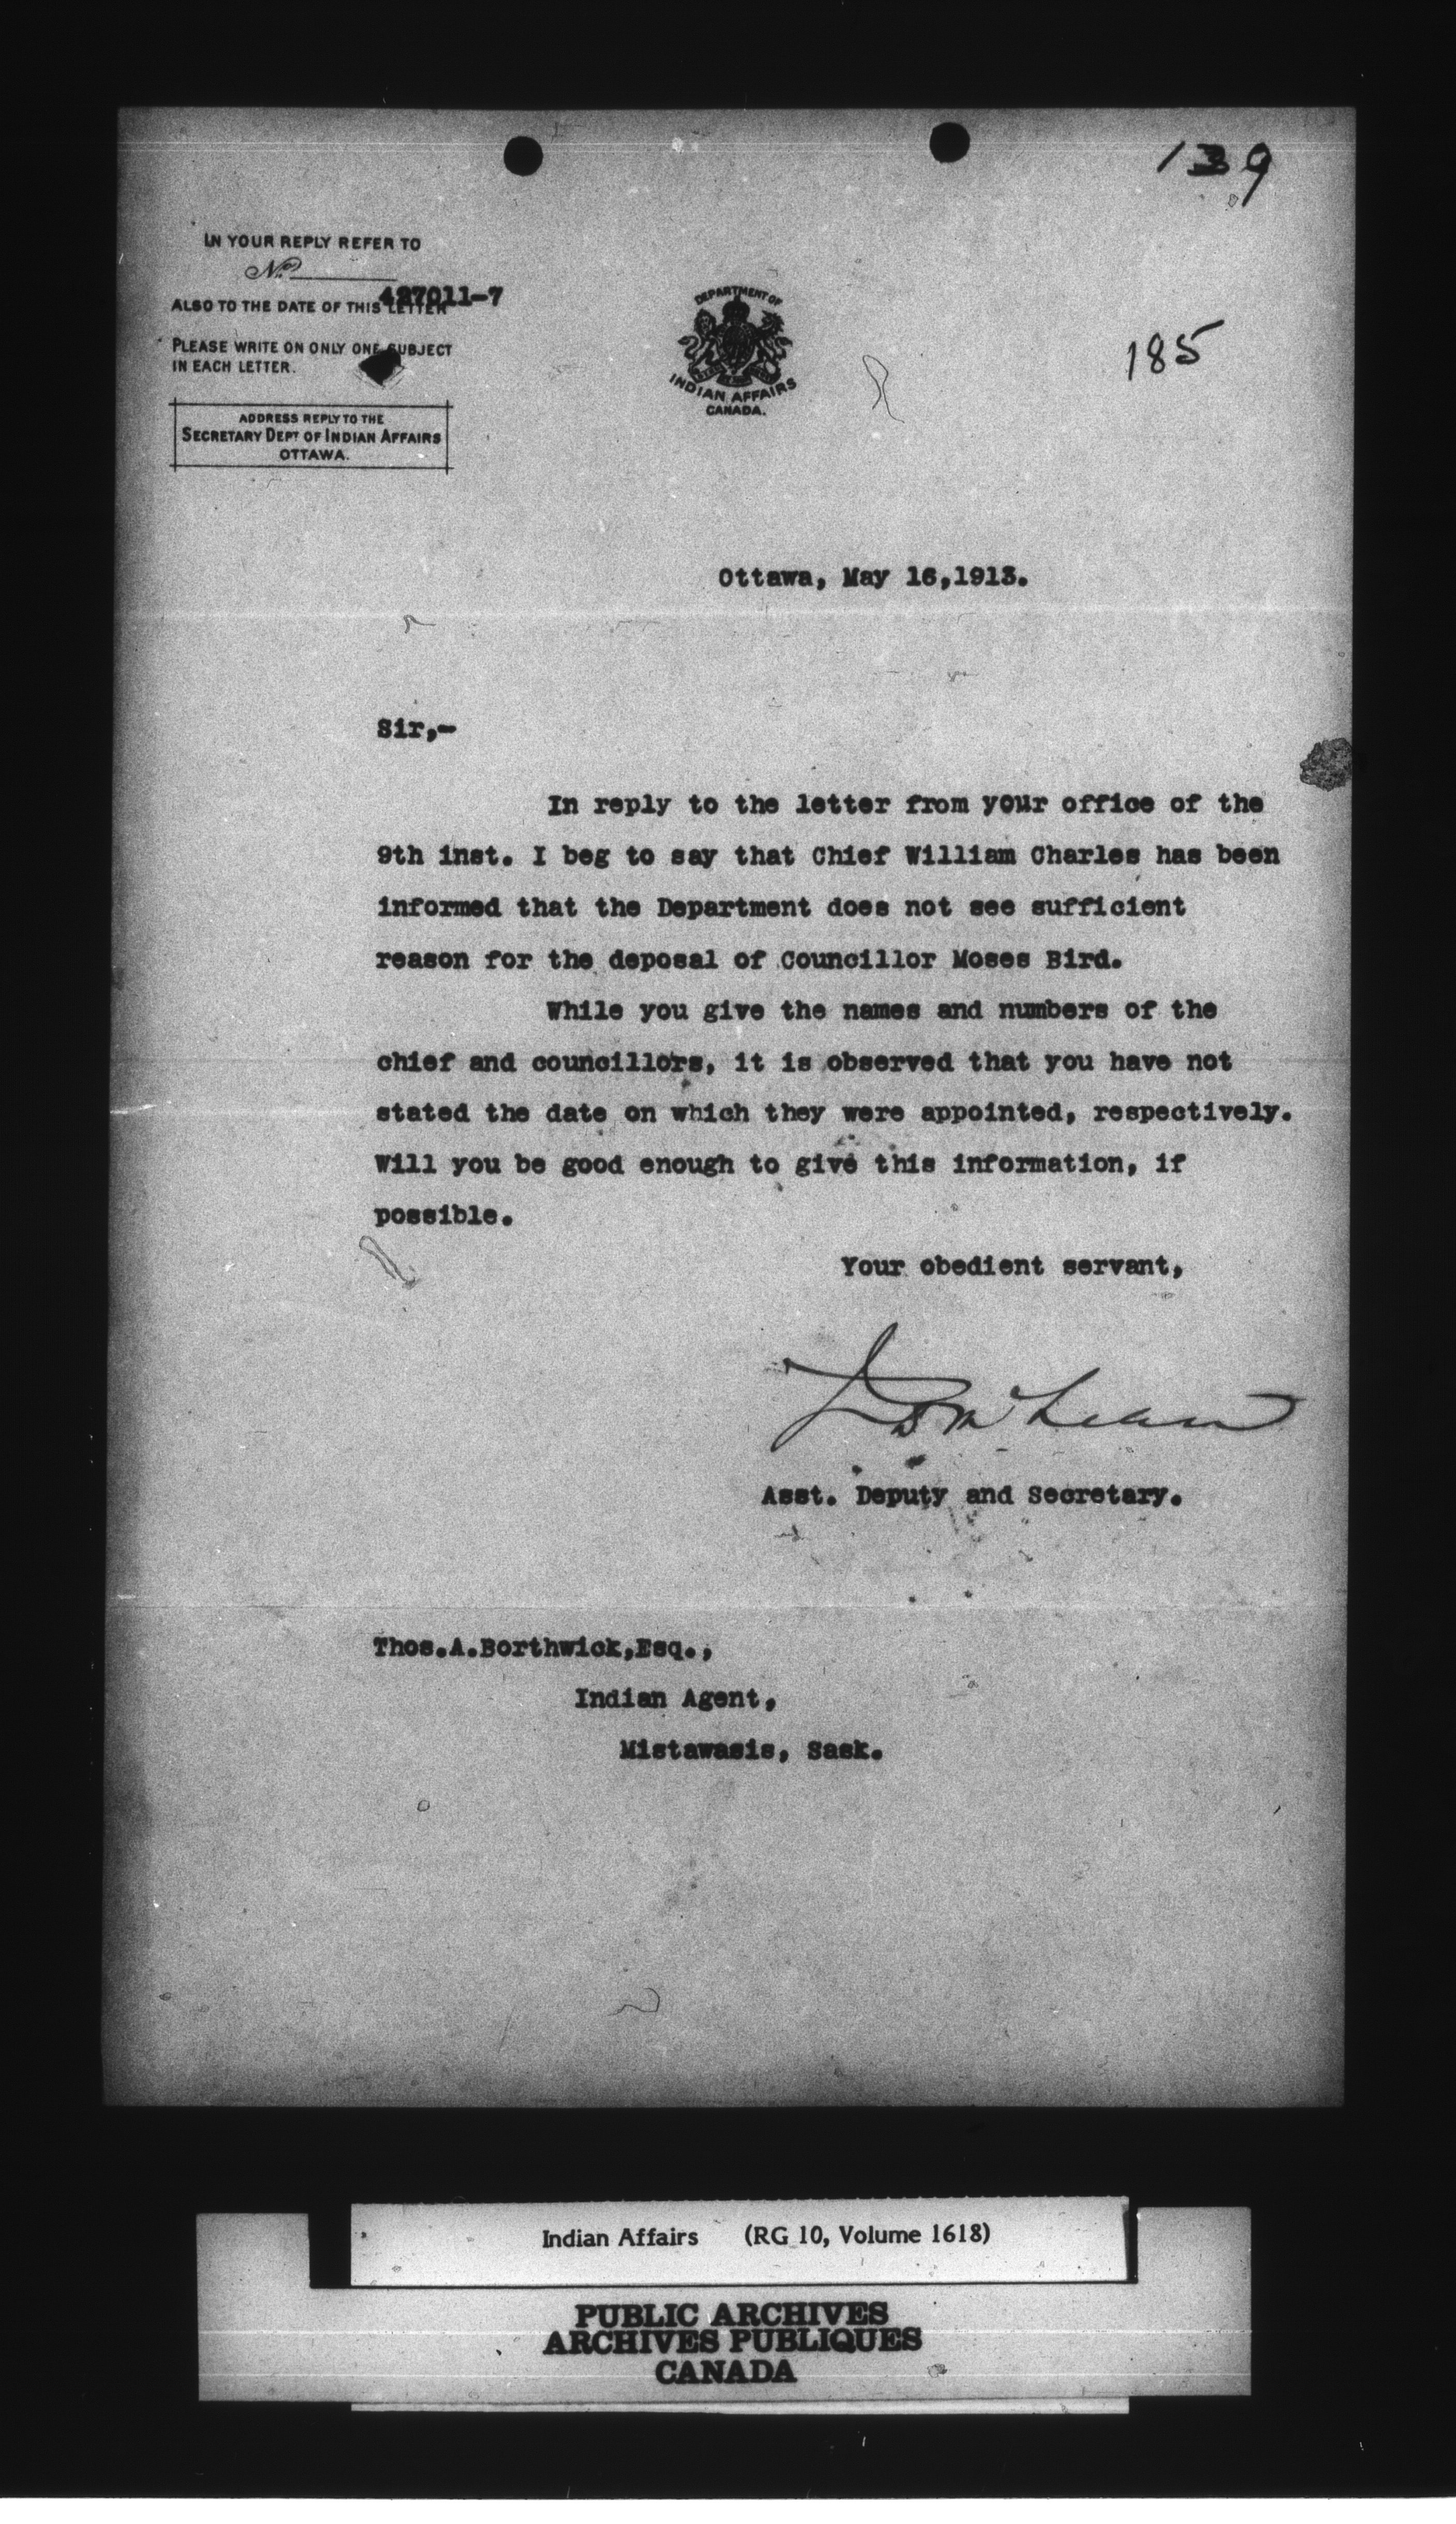 139
IN YOUR REPLY REFER TO
No
427011-7
ALSO TO THE DATE OF THIS LETTER
PLEASE WRITE ON ONLY ONE SUBJECT
IN EACH LETTER.
ADDRESS REPLY TO THE
SECRETARY DEPT OF INDIAN AFFAIRS
OTTAWA.
DEPARTMENT OF
INDIAN AFFAIRS
CANADA.
185
Ottawa, May 16,1913.
Sir,-
In reply to the letter from your office of the
9th inst. I beg to say that Chief William Charles has been
informed that the Department does not see sufficient
reason for the deposal of Councillor Moses Bird.
While you give the names and numbers of the
chief and councillors, it is observed that you have not
stated the date on which they were appointed, respectively.
Will you be good enough to give this information, if
possible.
Your obedient servant,
Asst. Deputy and Secretary.
Thos.A.Borthwick,Esq.,
Indian Agent,
Mistawasis, Sask.
Indian Affairs (RG 10, Volume 1618)
PUBLIC ARCHIVES
ARCHIVES PUBLIQUES
CANADA